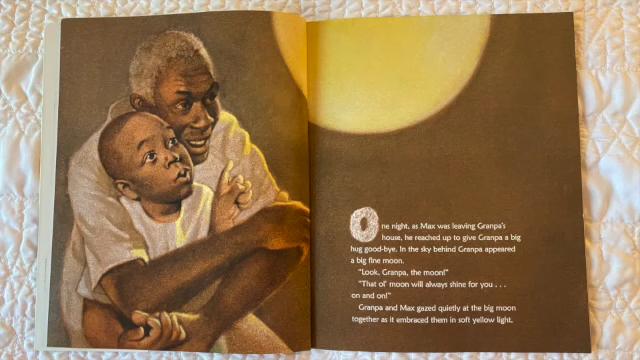 One night, as Max was leaving Granpa's
house, he reached up to give Granpa a big
hug good-bye. In the sky behind Granpa appeared
a big fine moon.
"Look, Granpa, the moon!"
"That ol' moon will always shine for you . . .
on and on!"
Granpa and Max gazed quietly at the big moon
together as it embraced them in soft yellow light.